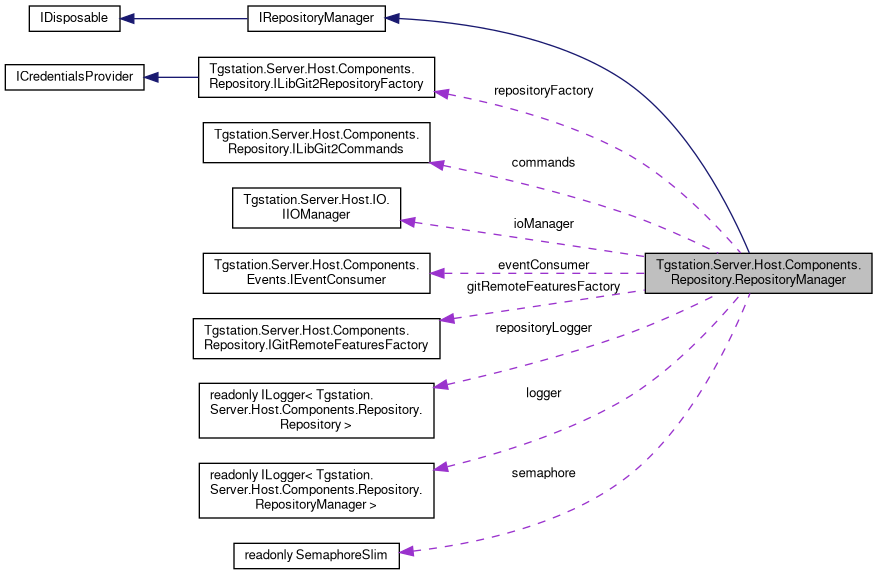 IDisposable
IRepositoryManager
ICredentialsProvider
Tgstation.Server.Host.Components.
Repository.ILibGit2RepositoryFactory
repositoryFactory
Tgstation.Server.Host.Components.
Repository.ILibGit2Commands
commands
Tgstation.Server.Host.IO.
IIOManager
ioManager
Tgstation.Server.Host.Components.
Events.IEventConsumer
eventConsumer
Tgstation.Server.Host.Components.
Repository.RepositoryManager
gitRemoteFeaturesFactory
Tgstation.Server.Host.Components.
Repository.IGitRemoteFeaturesFactory
repositoryLogger
readonly ILogger< Tgstation.
Server.Host.Components.Repository.
Repository >
logger
readonly ILogger< Tgstation.
Server.Host.Components.Repository.
RepositoryManager >
semaphore
readonly SemaphoreSlim